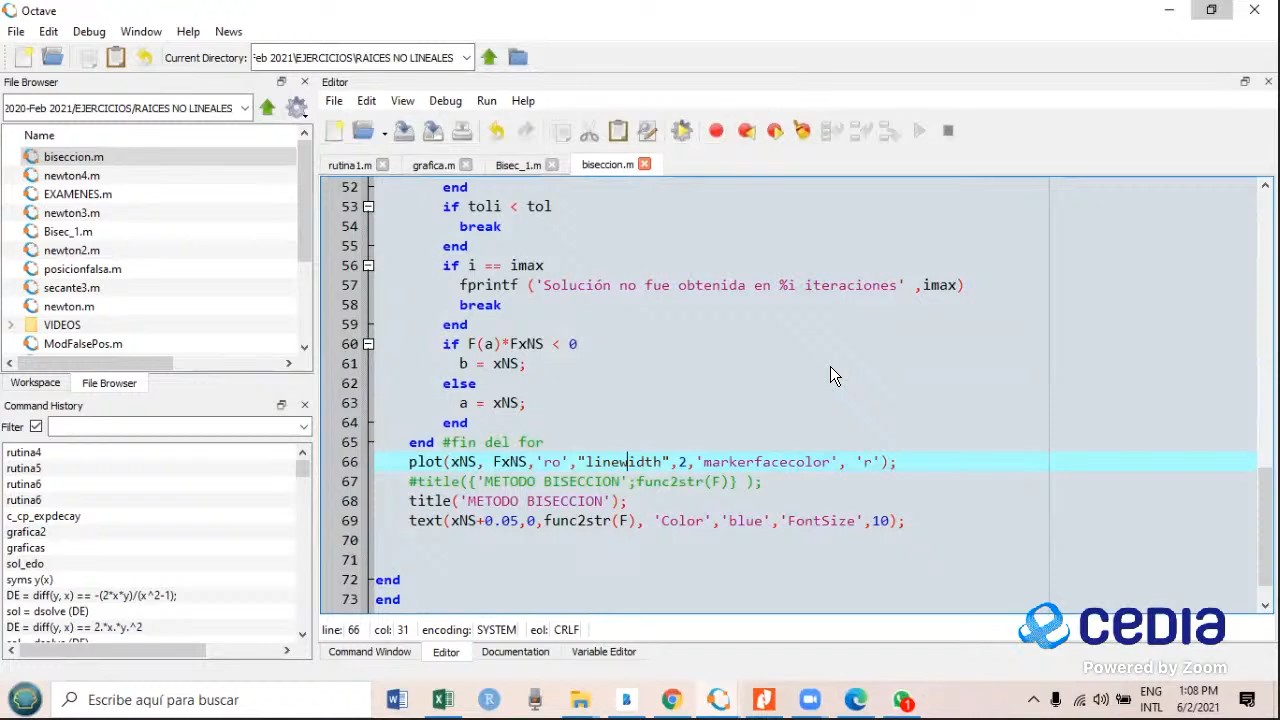 Octave
File Edit Debug Window Help News
Current Directory: Feb 2021\EJERCICIOS\RAICES NO LINEALES
File Browser
Editor
2020-Feb 2021/EJERCICIOS/RAICES NO LINEALES
File Edit View Debug Run Help
Name
biseccion.m
newton4.m
EXAMENES.m
newton3.m
Bisec_1.m
newton2.m
posicionfalsa.m
secante3.m
newton.m
VIDEOS
ModFalsePos.m
Workspace File Browser
Command History
Filter
rutina4
rutina5
rutina6
rutina6
c_cp_expdecay
grafica2
graficas
sol_edo
syms y(x)
DE = diff(y, x) == -(2*x*y)/(x^2-1);
sol = dsolve (DE)
DE = diff(y, x) == 2.*x.*y.^2
rutina1.m grafica.m Bisec_1.m biseccion.m
52 end
53 if toli < tol
54 break
55 end
56 if i == imax
57 fprintf ('Solución no fue obtenida en %i iteraciones' ,imax)
58 break
59 end
60 if F(a)*FxNS < 0
61 b = xNS;
62 else
63 a = xNS;
64 end
65 end #fin del for
66 plot(xNS, FxNS,'ro',"linewidth",2,'markerfacecolor', 'r');
67 #title({'METODO BISECCION';func2str(F)} );
68 title('METODO BISECCION');
69 text(xNS+0.05,0,func2str(F), 'Color','blue','FontSize',10);
70
71
72 end
73 end
line: 66 col: 31 encoding: SYSTEM eol: CRLF
Command Window Editor Documentation Variable Editor
CEDIA
Powered by Zoom
Escribe aquí para buscar
1
ENG
INTL
1:08 PM
6/2/2021